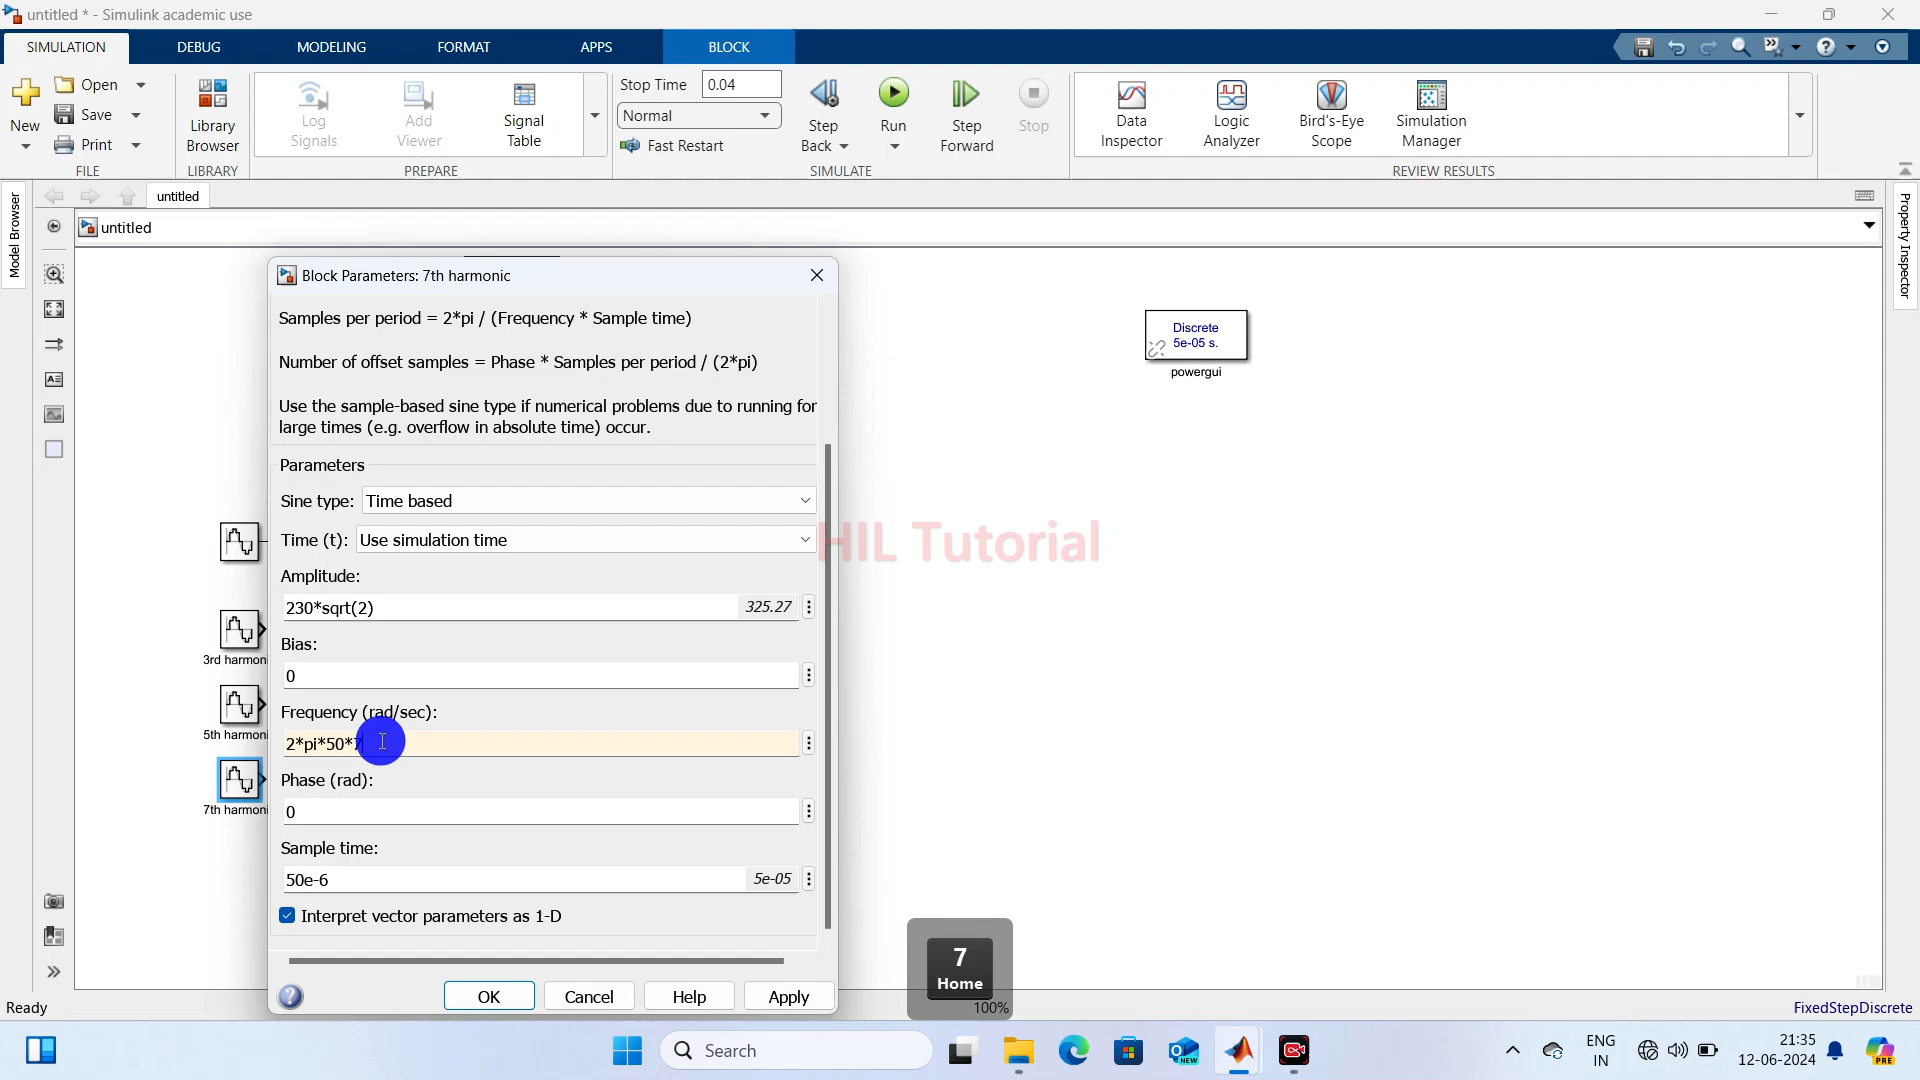 untitled * - Simulink academic use
SIMULATION
DEBUG
MODELING
FORMAT
APPS
BLOCK
New
Open
Save
Print
FILE
Library
Browser
LIBRARY
Log
Signals
Add
Viewer
Signal
Table
PREPARE
Stop Time
0.04
Normal
Fast Restart
Step
Back
Run
Step
Forward
Stop
SIMULATE
Data
Inspector
Logic
Analyzer
Bird's-Eye
Scope
Simulation
Manager
REVIEW RESULTS
Model Browser
untitled
untitled
Property Inspector
Block Parameters: 7th harmonic
Samples per period = 2*pi / (Frequency * Sample time)
Number of offset samples = Phase * Samples per period / (2*pi)
Use the sample-based sine type if numerical problems due to running for
large times (e.g. overflow in absolute time) occur.
Parameters
Sine type:
Time based
Time (t):
Use simulation time
Amplitude:
230*sqrt(2)
325.27
Bias:
0
Frequency (rad/sec):
2*pi*50*7
Phase (rad):
0
Sample time:
50e-6
5e-05
Interpret vector parameters as 1-D
OK
Cancel
Help
Apply
3rd harmoni
5th harmoni
7th harmoni
Discrete
5e-05 s.
powergui
HIL Tutorial
7
Home
Ready
100%
FixedStepDiscrete
Search
NEW
ENG
IN
21:35
12-06-2024
PRE